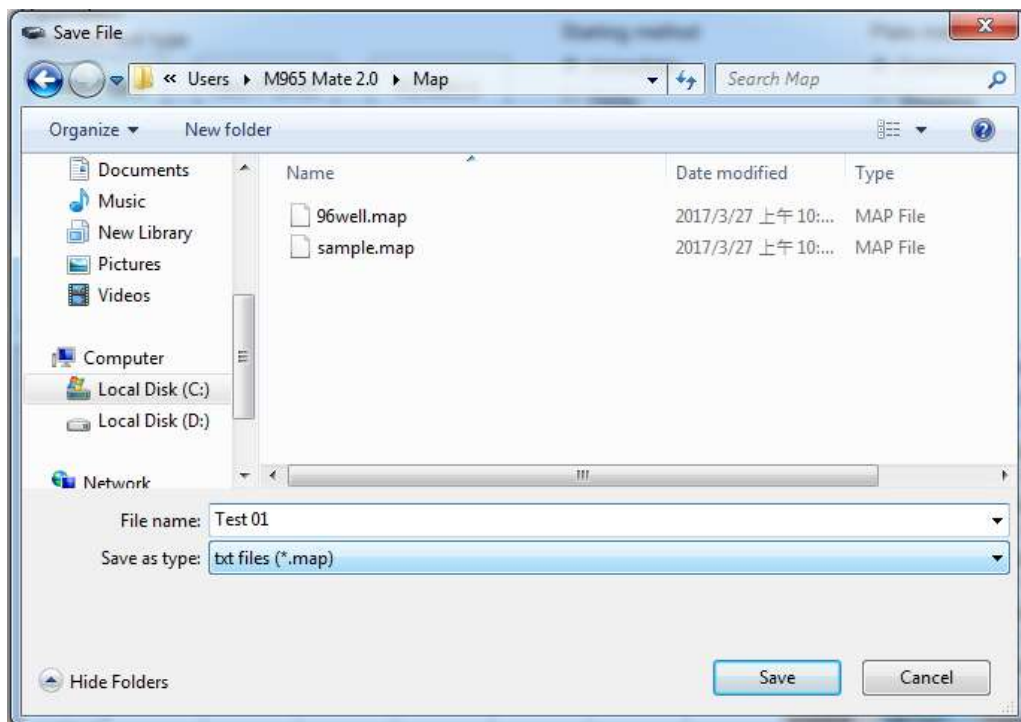 Save File
Starting method
« Users ▸ M965 Mate 2.0 ▸ Map
Search Map
Organize ▾ New folder
Name Date modified Type
Documents
Music
New Library
Pictures
Videos
96well.map 2017/3/27 上午 10:... MAP File
sample.map 2017/3/27 上午 10:... MAP File
Computer
Local Disk (C:)
Local Disk (D:)
Network
File name: Test 01
Save as type: txt files (*.map)
Hide Folders
Save Cancel